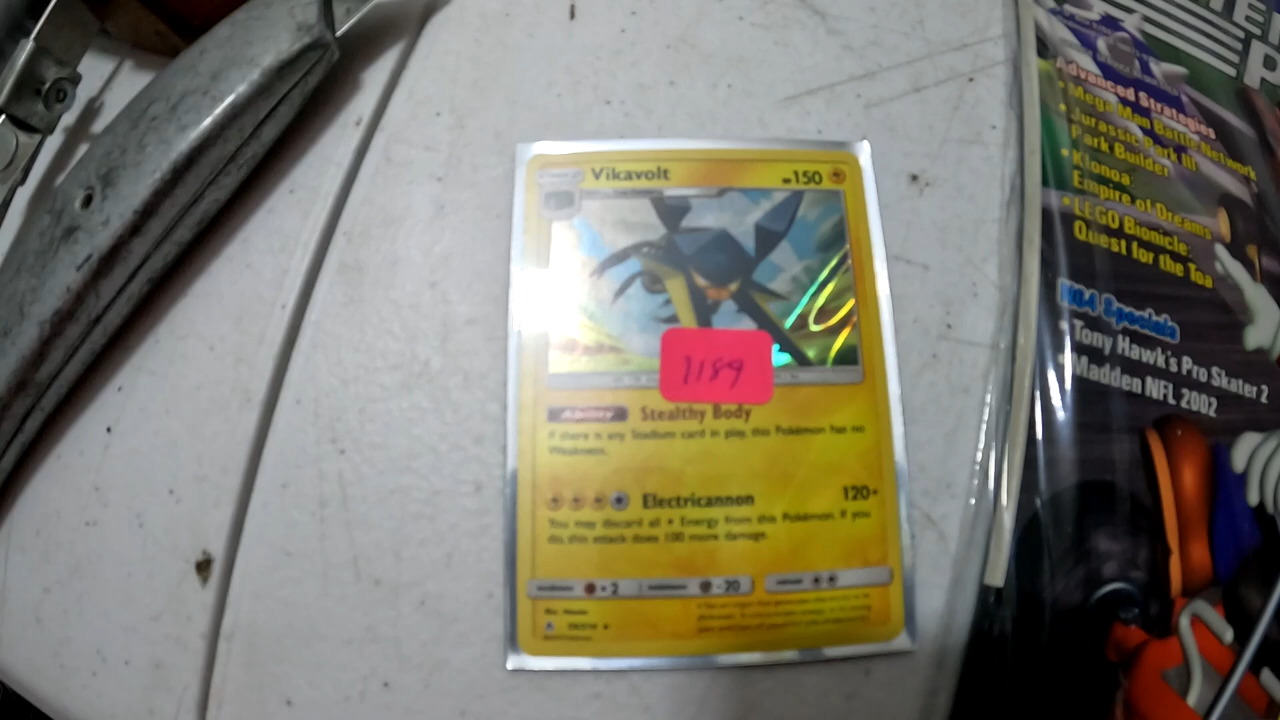 Vikavolt
150
1189
Ability Stealthy Body
If there is any Stadium card in play, this Pokémon has no
Weakness.
Electricannon 120+
You may discard all Energy from this Pokémon. If you
do, this attack does 100 more damage.
×2
-20
Advanced Strategies
• Mega Man Battle Network
• Jurassic Park III
Park Builder
• Klonoa:
Empire of Dreams
• LEGO Bionicle:
Quest for the Toa
N64 Specials
• Tony Hawk's Pro Skater 2
• Madden NFL 2002